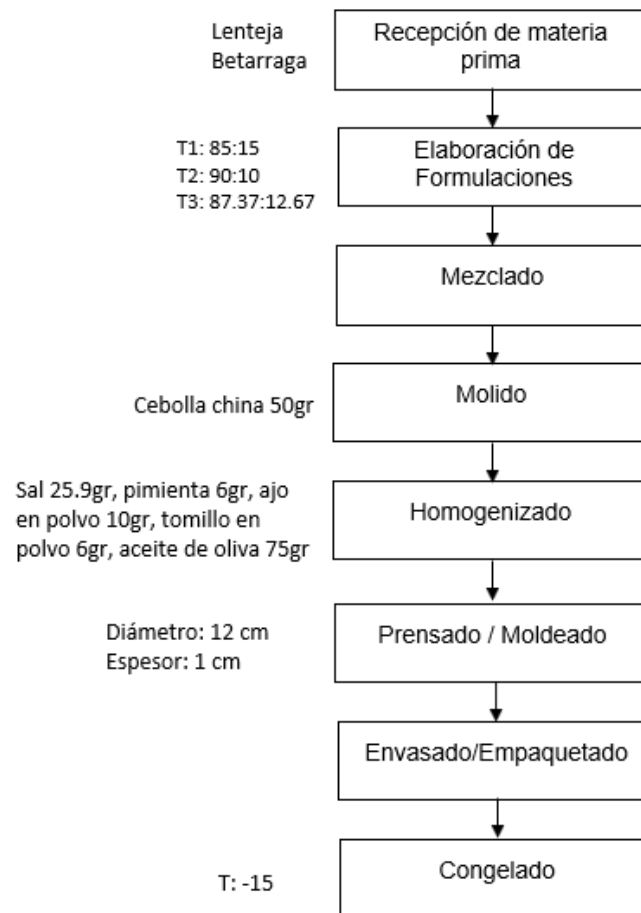 Lenteja
Betarraga
Recepción de materia
prima
T1: 85:15
T2: 90:10
T3: 87.37:12.67
Elaboración de
Formulaciones
Mezclado
Cebolla china 50gr
Molido
Sal 25.9gr, pimienta 6gr, ajo
en polvo 10gr, tomillo en
polvo 6gr, aceite de oliva 75gr
Homogenizado
Diámetro: 12 cm
Espesor: 1 cm
Prensado / Moldeado
Envasado/Empaquetado
T: -15
Congelado